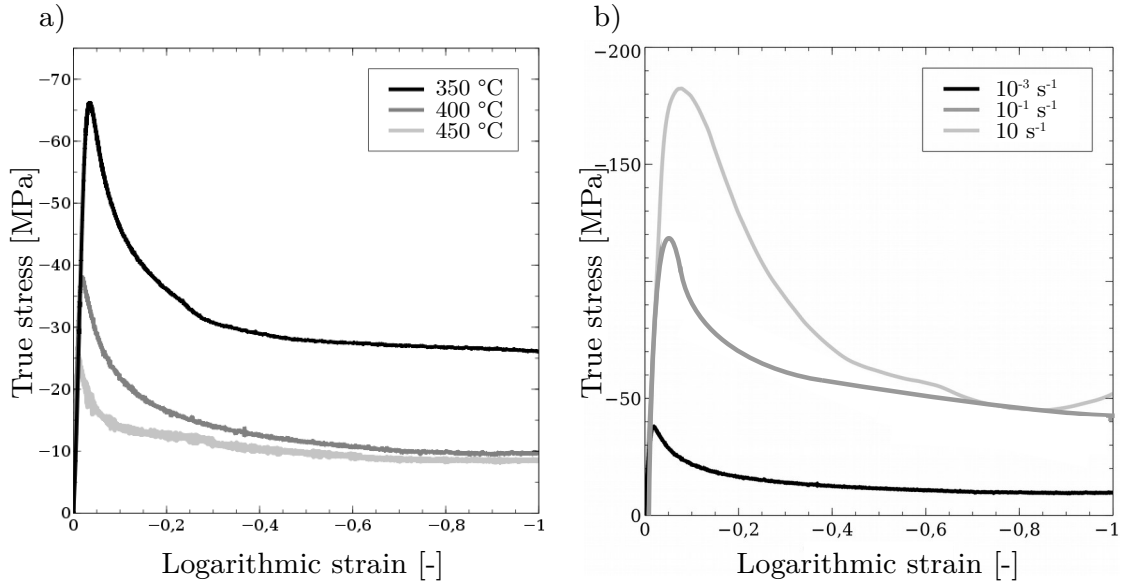 a)
True stress [MPa]
−70
−60
−50
−40
−30
−20
−10
0
350 °C
400 °C
450 °C
0
−0,2
−0,4
−0,6
−0,8
−1
Logarithmic strain [-]
b)
True stress [MPa]
−200
−150
−50
0
10⁻³ s⁻¹
10⁻¹ s⁻¹
10 s⁻¹
0
−0,2
−0,4
−0,6
−0,8
−1
Logarithmic strain [-]